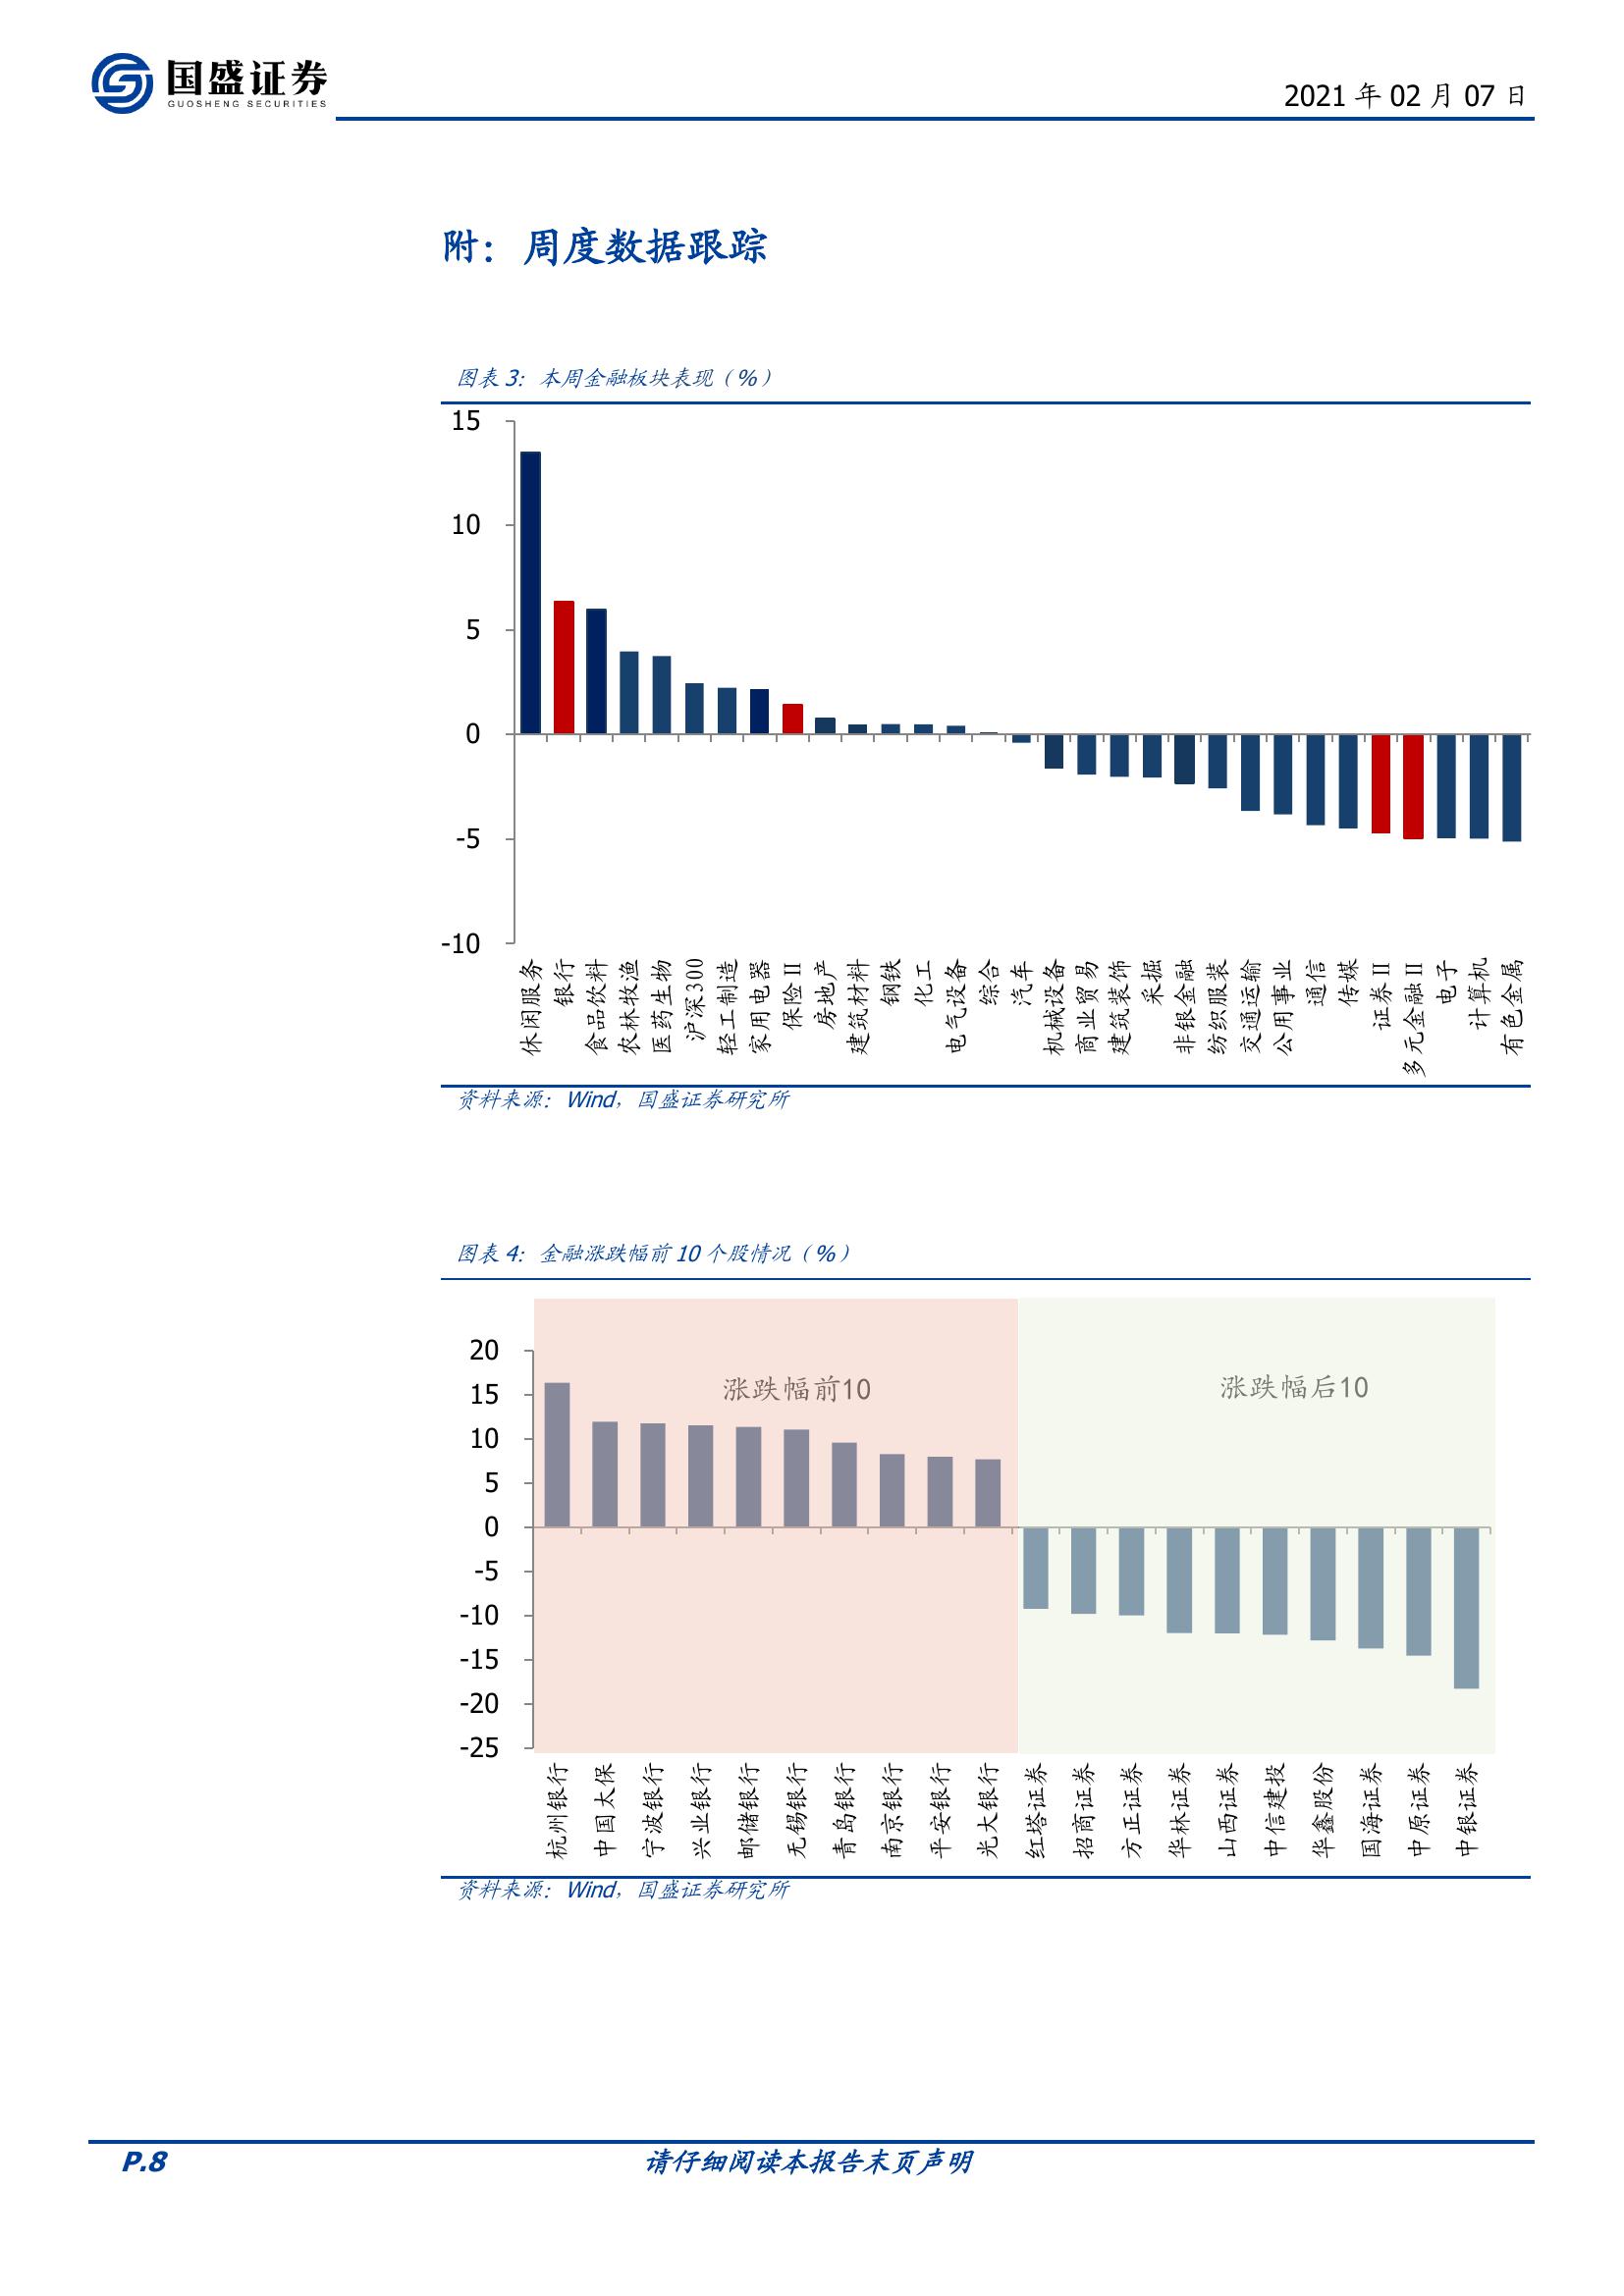 国盛证券
GUOSHENG SECURITIES
2021 年 02 月 07 日
附：周度数据跟踪
图表 3：本周金融板块表现（%）
15
10
5
0
-5
-10
休闲服务
银行
食品饮料
农林牧渔
医药生物
沪深300
轻工制造
家用电器
保险Ⅱ
房地产
建筑材料
钢铁
化工
电气设备
综合
汽车
机械设备
商业贸易
建筑装饰
采掘
非银金融
纺织服装
交通运输
公用事业
通信
传媒
证券Ⅱ
多元金融Ⅱ
电子
计算机
有色金属
资料来源：Wind，国盛证券研究所
图表 4：金融涨跌幅前 10 个股情况（%）
涨跌幅前10
涨跌幅后10
20
15
10
5
0
-5
-10
-15
-20
-25
杭州银行
中国太保
宁波银行
兴业银行
邮储银行
无锡银行
青岛银行
南京银行
平安银行
光大银行
红塔证券
招商证券
方正证券
华林证券
山西证券
中信建投
华鑫股份
国海证券
中原证券
中银证券
资料来源：Wind，国盛证券研究所
P.8
请仔细阅读本报告末页声明